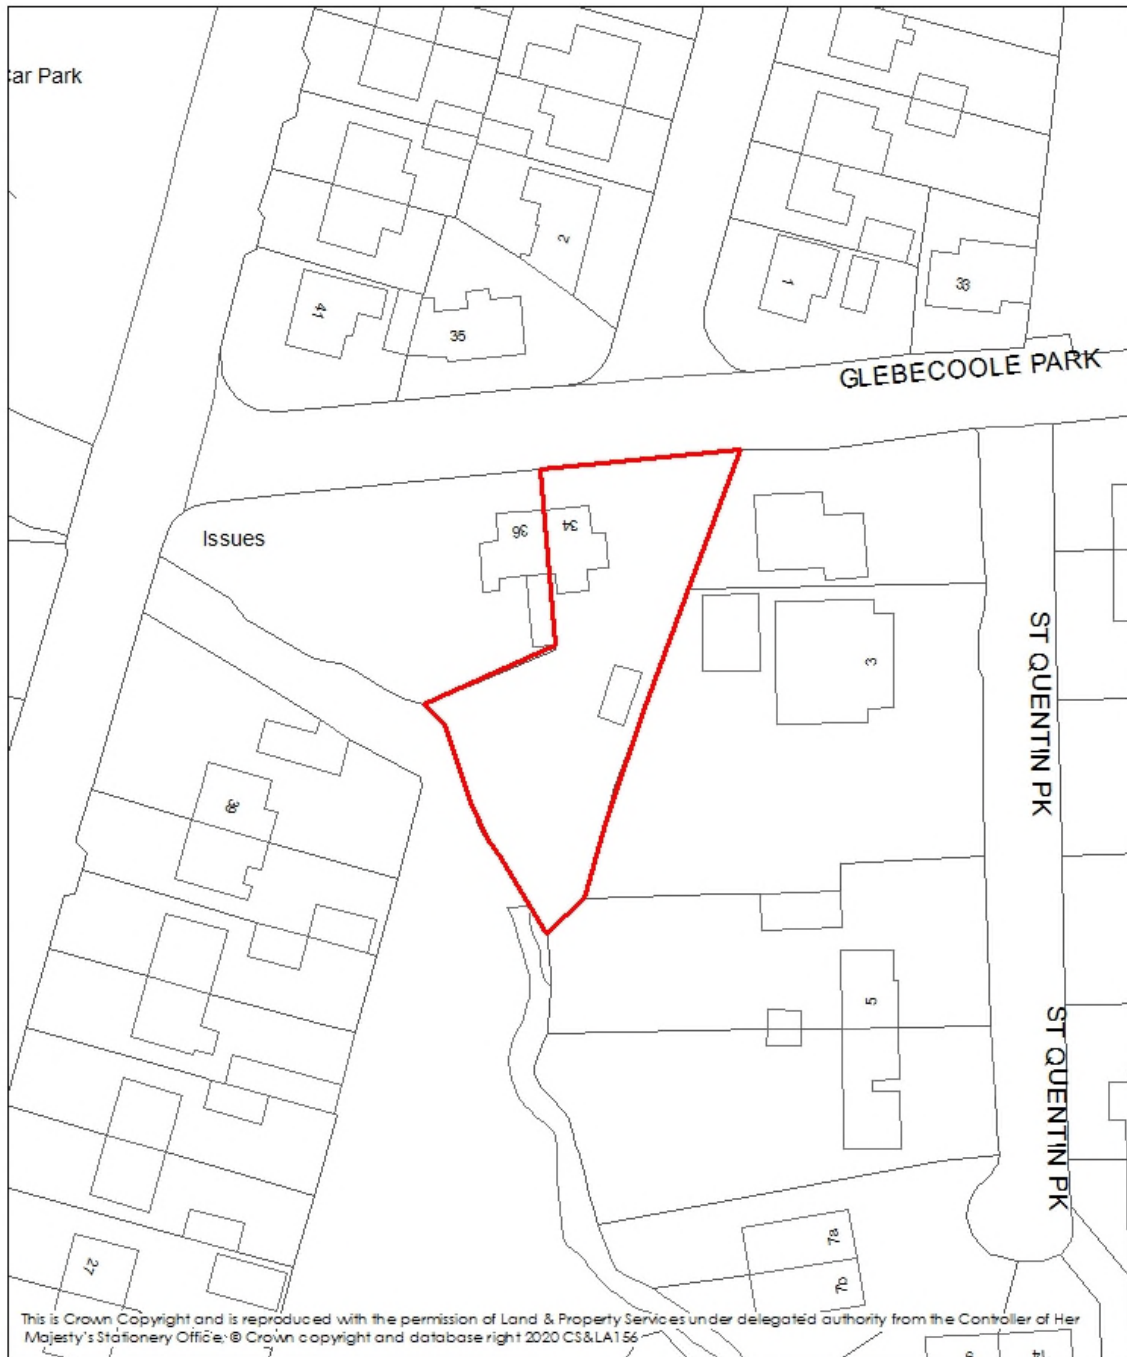 ar Park
2
1
33
41
35
GLEBECOOLE PARK
Issues
36
34
3
ST QUENTIN PK
39
5
ST QUENTIN PK
7a
7b
27
This is Crown Copyright and is reproduced with the permission of Land & Property Services under delegated authority from the Controller of Her
Majesty's Stationery Office, © Crown copyright and database right 2020 CS&LA156